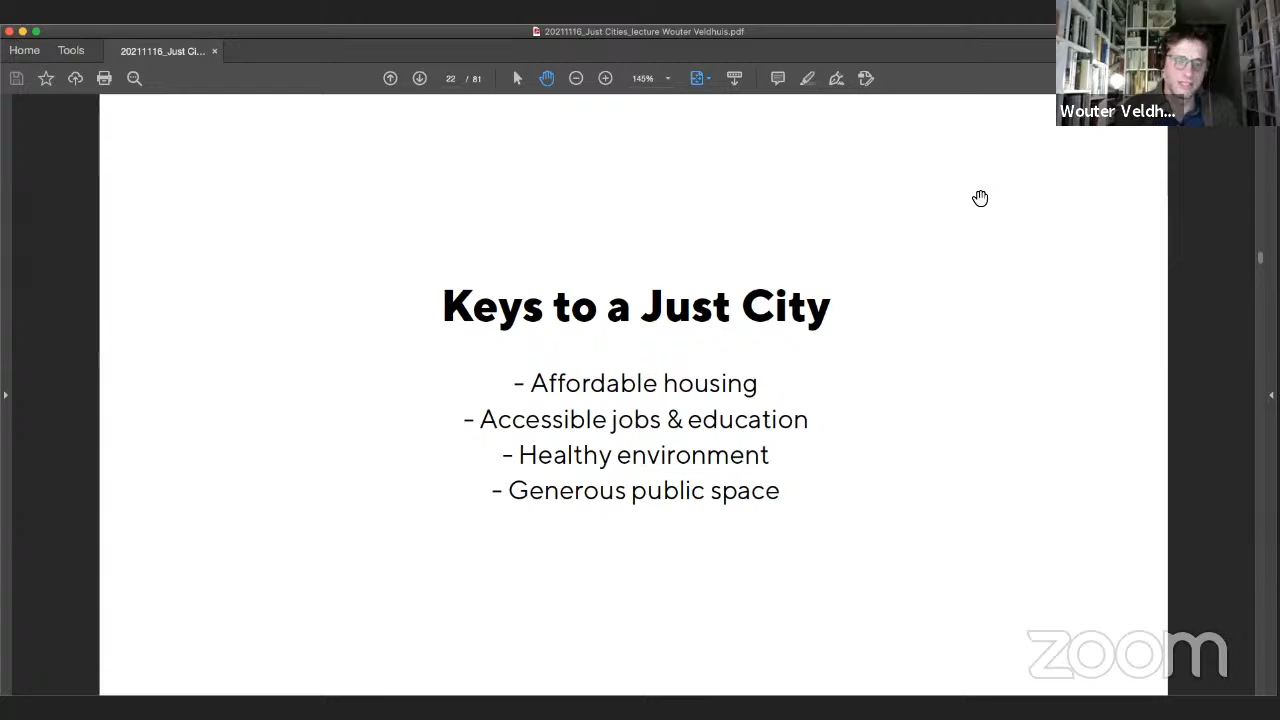 20211116_Just Cities_lecture Wouter Veldhuis.pdf
Home Tools 20211116_Just Ci... ×
22 / 81 145%
Wouter Veldh...
Keys to a Just City
- Affordable housing
- Accessible jobs & education
- Healthy environment
- Generous public space
zoom